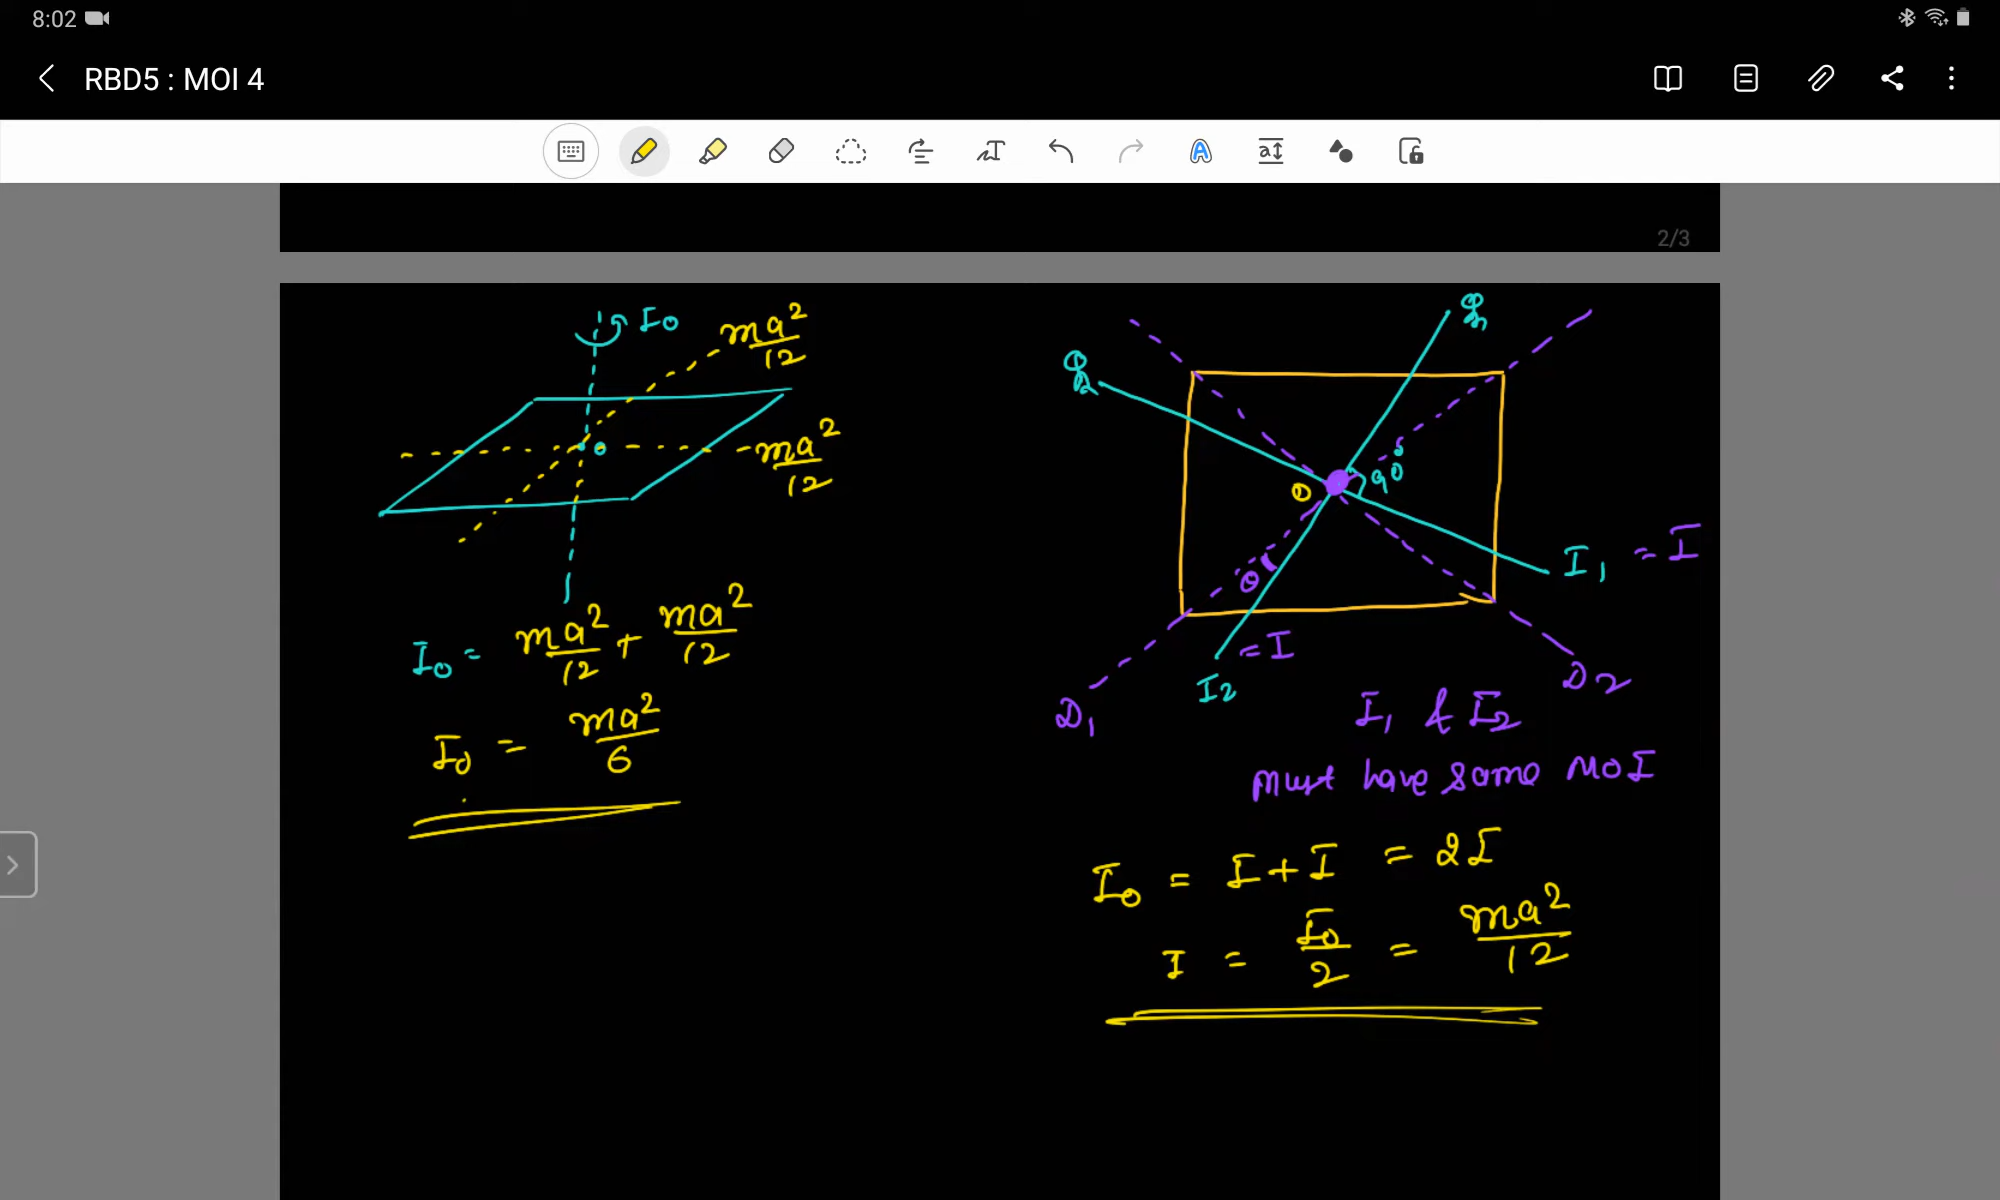 8:02
RBD5 : MOI 4
2/3
I₀
ma²/12
ma²/12
o
I₀ = ma²/12 + ma²/12
I₀ = ma²/6
O
90°
θ
I₁ = I
= I
I₂
D₁
D₂
I₁ & I₂
must have same MOI
I₀ = I + I = 2I
I = I₀/2 = ma²/12